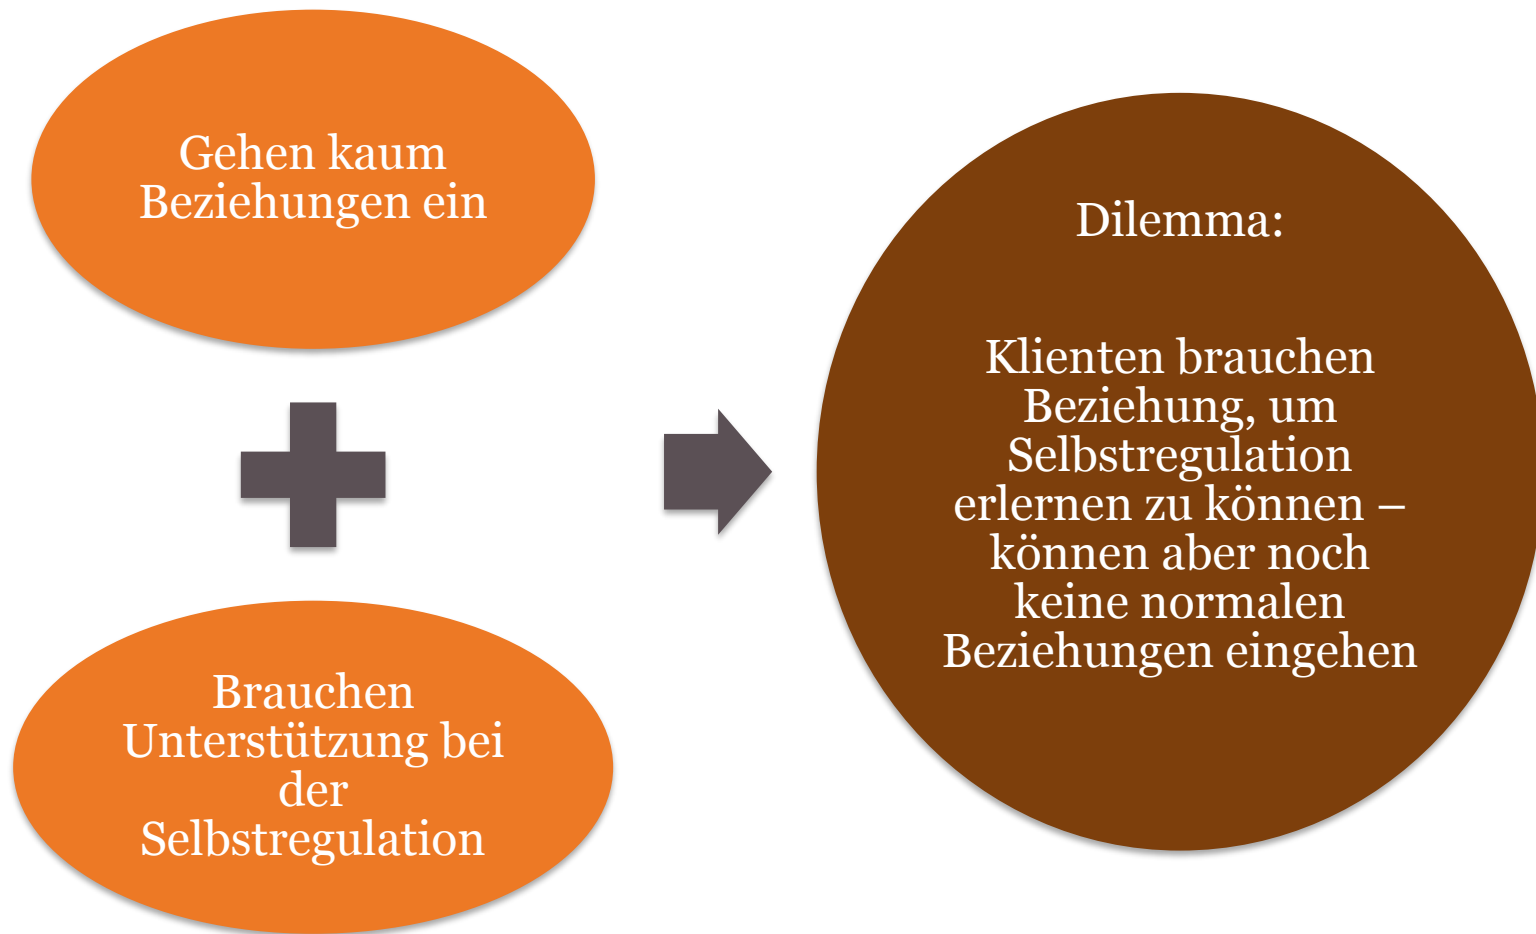 Gehen kaum
Beziehungen ein
Brauchen
Unterstützung bei
der
Selbstregulation
Dilemma:
Klienten brauchen
Beziehung, um
Selbstregulation
erlernen zu können –
können aber noch
keine normalen
Beziehungen eingehen